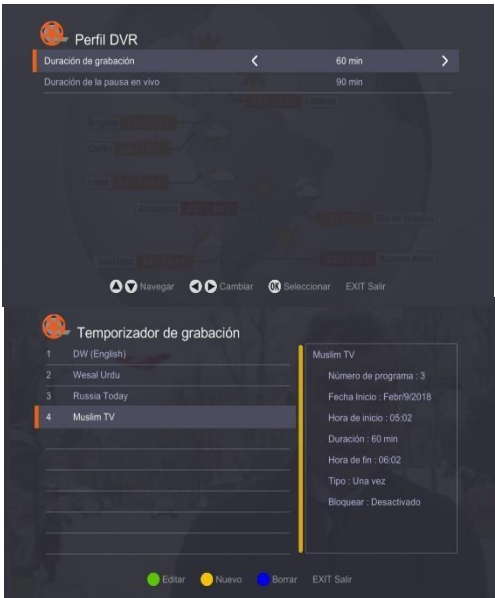 Perfil DVR
Duración de grabación 60 min
Duración de la pausa en vivo 90 min
Navegar Cambiar OK Seleccionar EXIT Salir
Temporizador de grabación
1 DW (English)
2 Wesal Urdu
3 Russia Today
4 Muslim TV
Muslim TV
Número de programa : 3
Fecha Inicio : Febr/9/2018
Hora de inicio : 05:02
Duración : 60 min
Hora de fin : 06:02
Tipo : Una vez
Bloquear : Desactivado
Editar Nuevo Borrar EXIT Salir